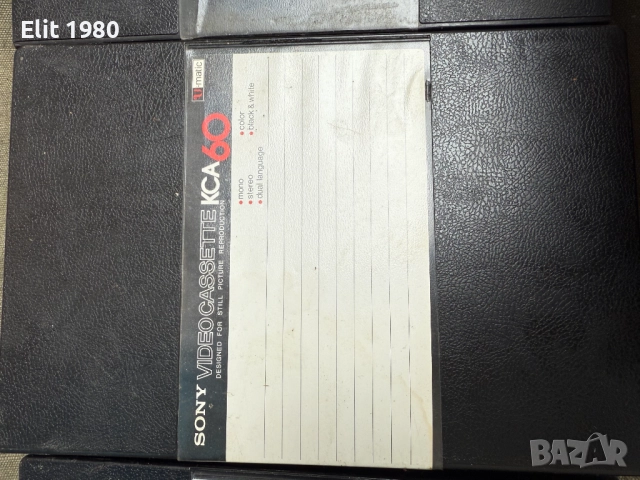 Elit 1980
SONY VIDEOCASSETTE KCA60
DESIGNED FOR STILL PICTURE REPRODUCTION
U-matic
mono
stereo
dual language
color
black & white
BAZAR